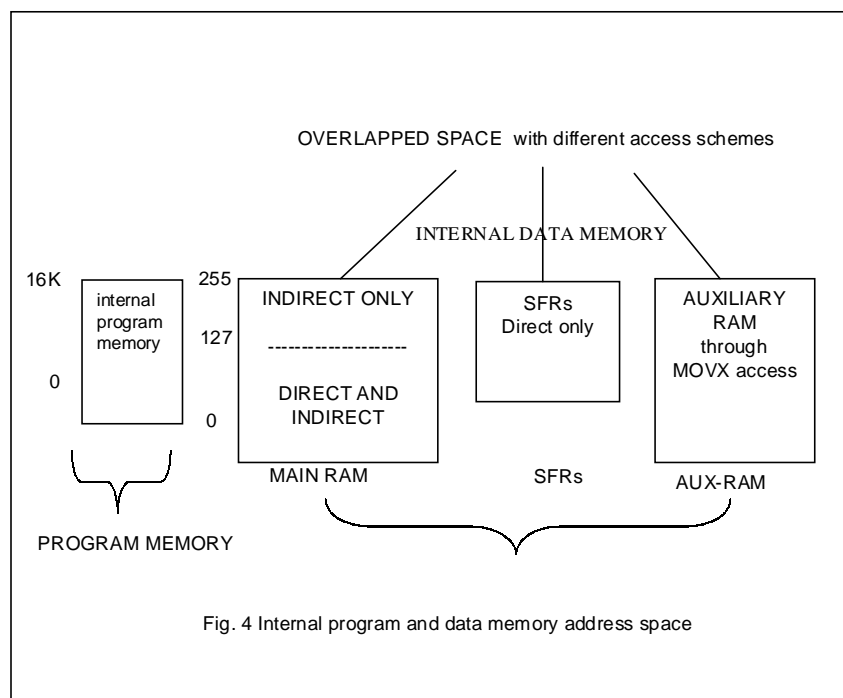 OVERLAPPED SPACE with different access schemes
INTERNAL DATA MEMORY
16K
0
internal
program
memory
255
127
0
INDIRECT ONLY
---------------------
DIRECT AND
INDIRECT
SFRs
Direct only
AUXILIARY
RAM
through
MOVX access
MAIN RAM
SFRs
AUX-RAM
PROGRAM MEMORY
Fig. 4 Internal program and data memory address space